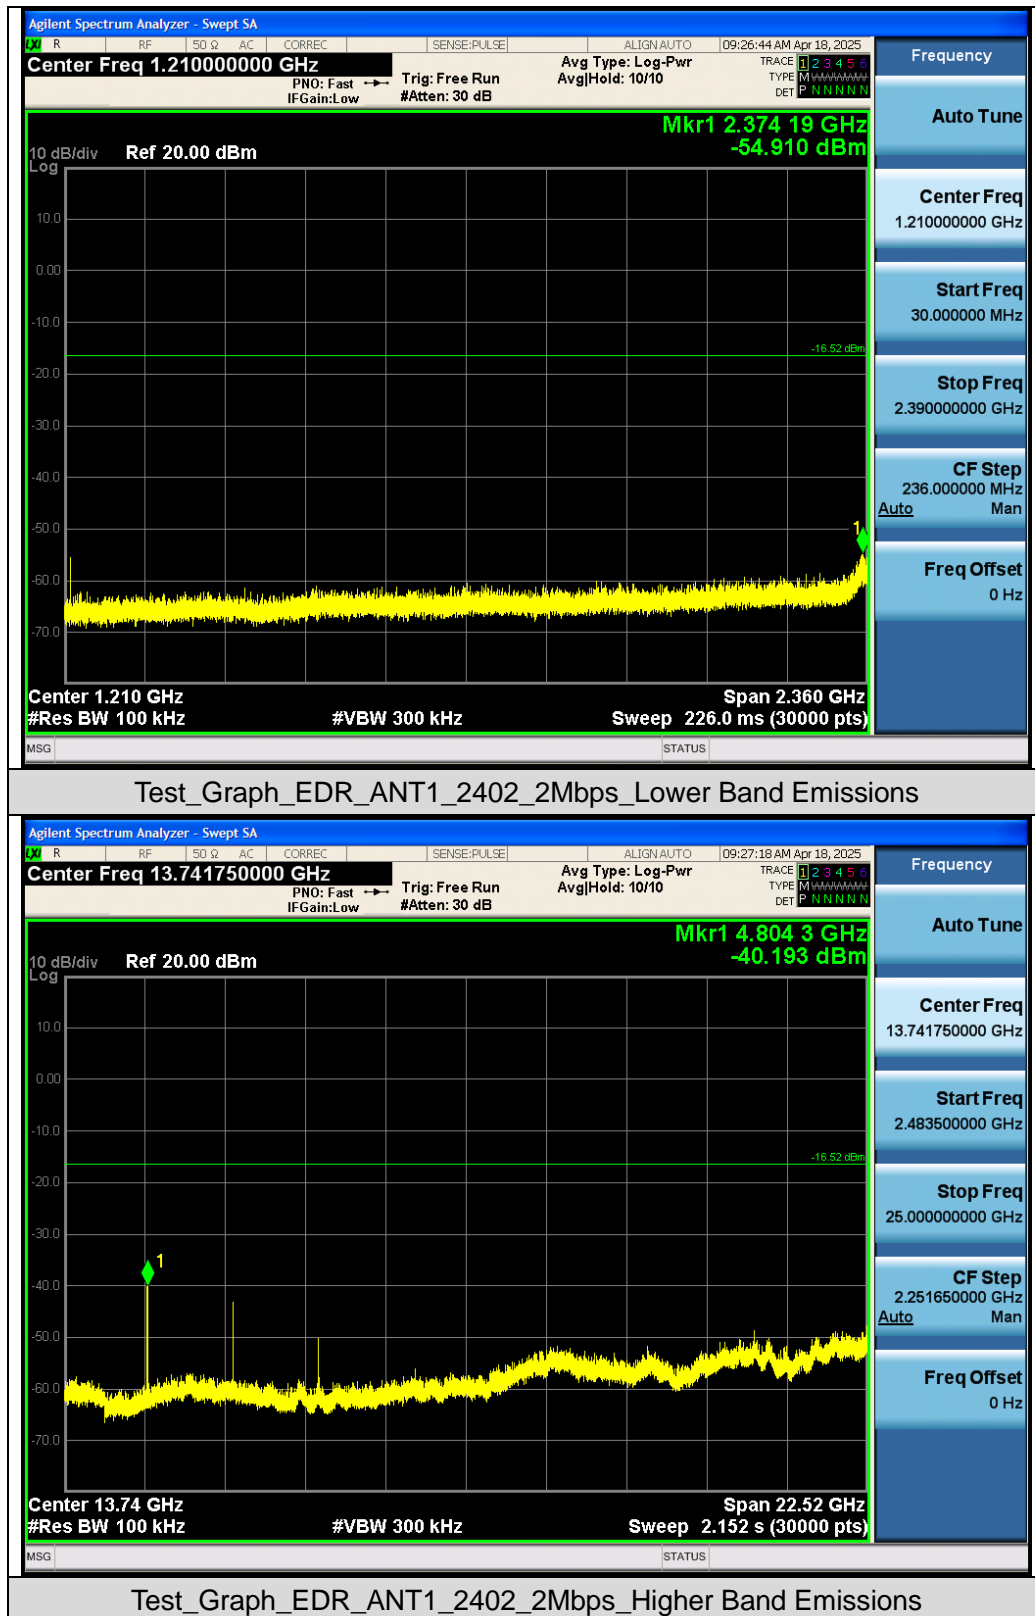 Agilent Spectrum Analyzer - Swept SA
LXI R RF 50 Ω AC CORREC SENSE:PULSE ALIGN AUTO 09:26:44 AM Apr 18, 2025
Center Freq 1.210000000 GHz
PNO: Fast
IFGain:Low
Trig: Free Run
#Atten: 30 dB
Avg Type: Log-Pwr
Avg|Hold: 10/10
TRACE 1 2 3 4 5 6
TYPE M
DET P N N N N N
Mkr1 2.374 19 GHz
-54.910 dBm
10 dB/div
Log
Ref 20.00 dBm
10.0
0.00
-10.0
-16.52 dBm
-20.0
-30.0
-40.0
-50.0
1
-60.0
-70.0
Center 1.210 GHz
Span 2.360 GHz
#Res BW 100 kHz
#VBW 300 kHz
Sweep 226.0 ms (30000 pts)
MSG
STATUS
Frequency
Auto Tune
Center Freq
1.210000000 GHz
Start Freq
30.000000 MHz
Stop Freq
2.390000000 GHz
CF Step
236.000000 MHz
Auto Man
Freq Offset
0 Hz
Test_Graph_EDR_ANT1_2402_2Mbps_Lower Band Emissions
Agilent Spectrum Analyzer - Swept SA
LXI R RF 50 Ω AC CORREC SENSE:PULSE ALIGN AUTO 09:27:18 AM Apr 18, 2025
Center Freq 13.741750000 GHz
PNO: Fast
IFGain:Low
Trig: Free Run
#Atten: 30 dB
Avg Type: Log-Pwr
Avg|Hold: 10/10
TRACE 1 2 3 4 5 6
TYPE M
DET P N N N N N
Mkr1 4.804 3 GHz
-40.193 dBm
10 dB/div
Log
Ref 20.00 dBm
10.0
0.00
-10.0
-16.52 dBm
-20.0
-30.0
1
-40.0
-50.0
-60.0
-70.0
Center 13.74 GHz
Span 22.52 GHz
#Res BW 100 kHz
#VBW 300 kHz
Sweep 2.152 s (30000 pts)
MSG
STATUS
Frequency
Auto Tune
Center Freq
13.741750000 GHz
Start Freq
2.483500000 GHz
Stop Freq
25.000000000 GHz
CF Step
2.251650000 GHz
Auto Man
Freq Offset
0 Hz
Test_Graph_EDR_ANT1_2402_2Mbps_Higher Band Emissions